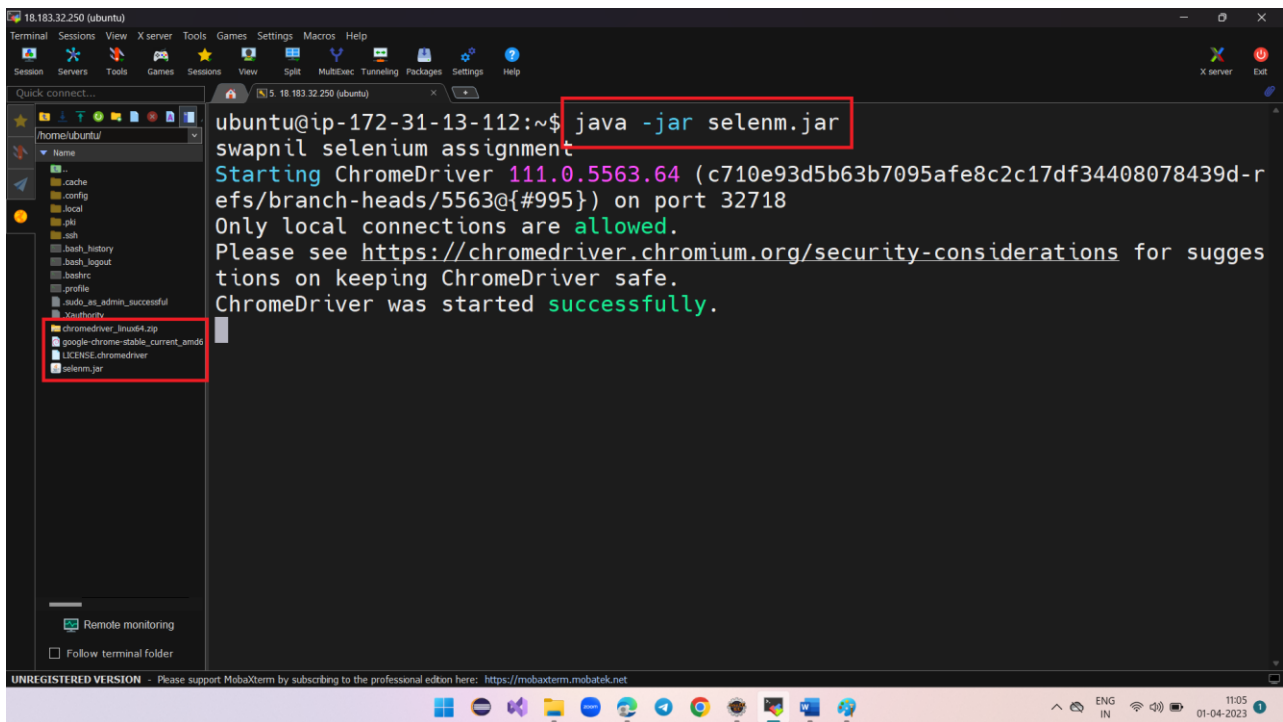 18.183.32.250 (ubuntu)
Terminal Sessions View X server Tools Games Settings Macros Help
Session Servers Tools Games Sessions View Split MultiExec Tunneling Packages Settings Help X server Exit
Quick connect...
5. 18.183.32.250 (ubuntu)
/home/ubuntu/
Name
..
.cache
.config
.local
.pki
.ssh
.bash_history
.bash_logout
.bashrc
.profile
.sudo_as_admin_successful
.Xauthority
chromedriver_linux64.zip
google-chrome-stable_current_amd6
LICENSE.chromedriver
selenm.jar
ubuntu@ip-172-31-13-112:~$ java -jar selenm.jar
swapnil selenium assignment
Starting ChromeDriver 111.0.5563.64 (c710e93d5b63b7095afe8c2c17df34408078439d-r
efs/branch-heads/5563@{#995}) on port 32718
Only local connections are allowed.
Please see https://chromedriver.chromium.org/security-considerations for sugges
tions on keeping ChromeDriver safe.
ChromeDriver was started successfully.
Remote monitoring
Follow terminal folder
UNREGISTERED VERSION - Please support MobaXterm by subscribing to the professional edition here: https://mobaxterm.mobatek.net
zoom
ENG
IN
11:05
01-04-2023
1